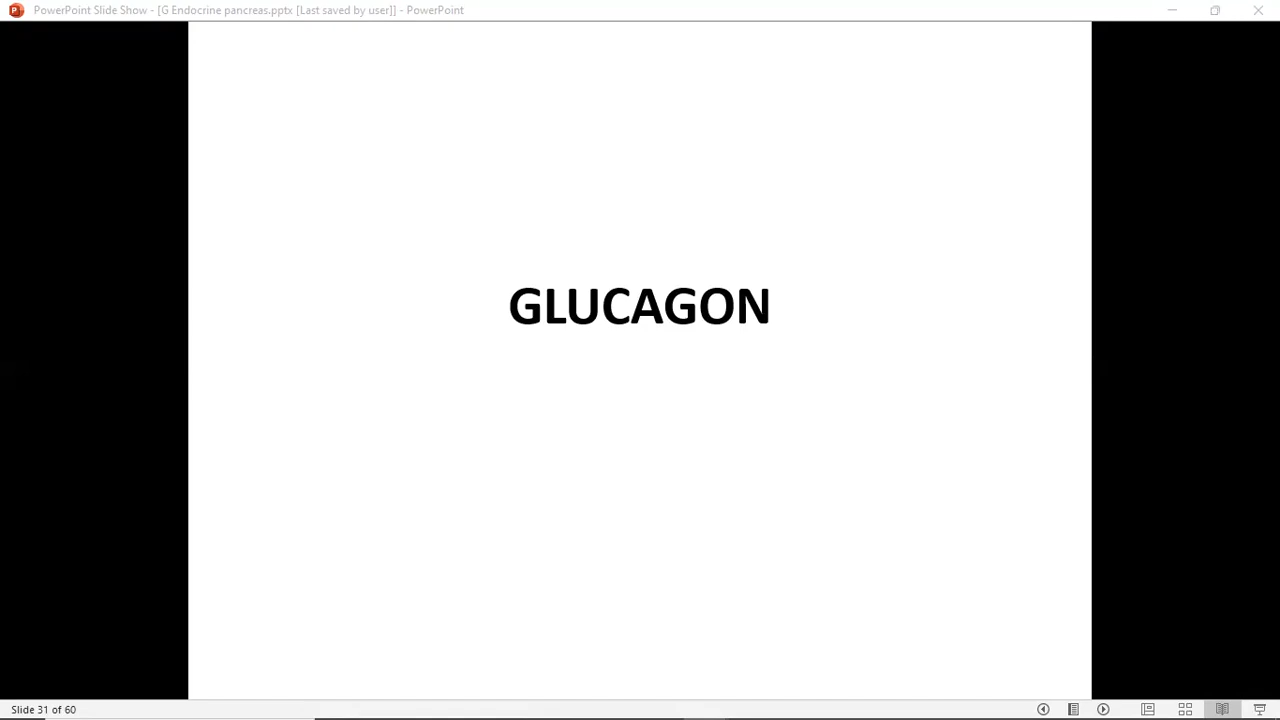 PowerPoint Slide Show - [G Endocrine pancreas.pptx [Last saved by user]] - PowerPoint
GLUCAGON
Slide 31 of 60